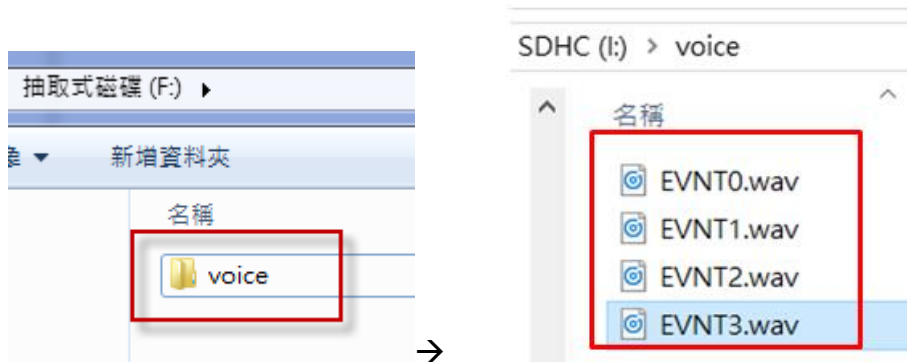 抽取式磁碟 (F:)
新增資料夾
名稱
voice
→
SDHC (I:) > voice
名稱
EVNT0.wav
EVNT1.wav
EVNT2.wav
EVNT3.wav